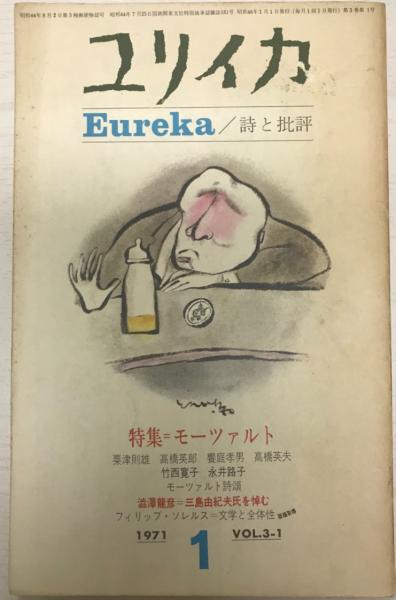 ユリイカ
Eureka/詩と批評
特集=モーツァルト
粟津則雄 高橋英郎 饗庭孝男 高橋英夫
竹西寛子 永井路子
モーツァルト詩頌
澁澤龍彦=三島由紀夫氏を悼む
フィリップ・ソレルス=文学と全体性
1971 1 VOL.3-1